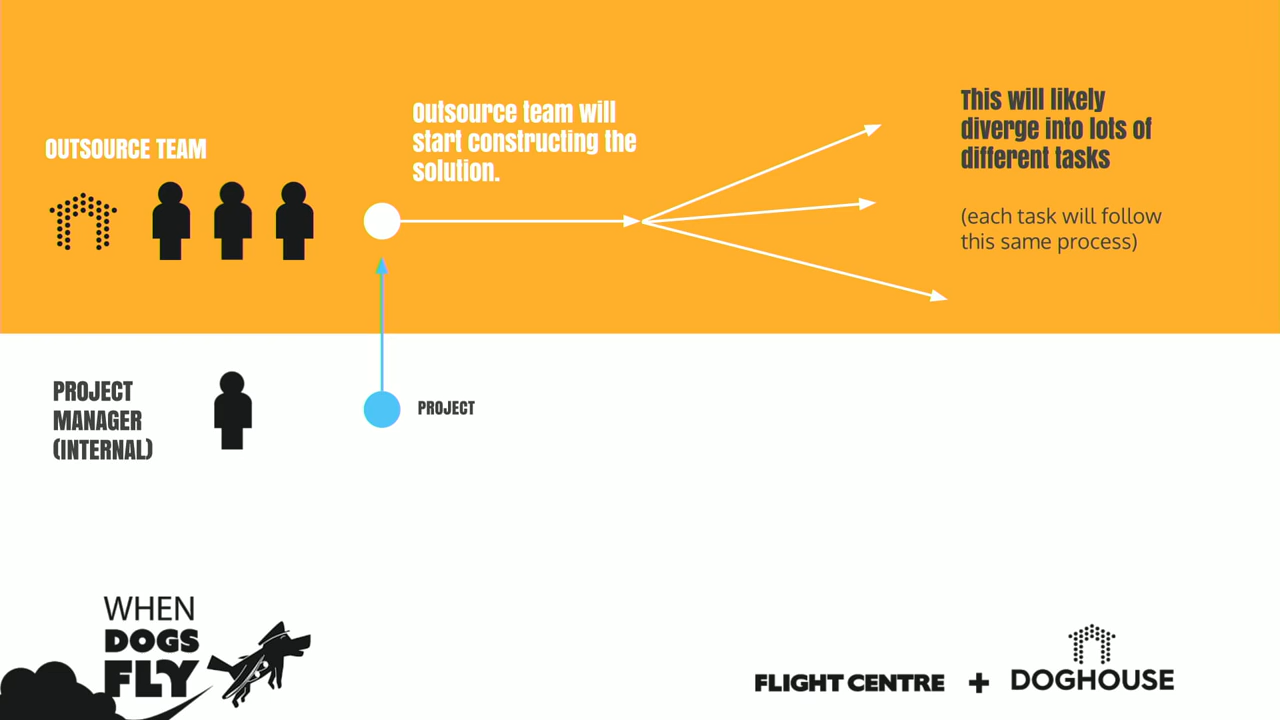 OUTSOURCE TEAM
Outsource team will
start constructing the
solution.
This will likely
diverge into lots of
different tasks
(each task will follow
this same process)
PROJECT
MANAGER
(INTERNAL)
PROJECT
WHEN
DOGS
FLY
FLIGHT CENTRE + DOGHOUSE